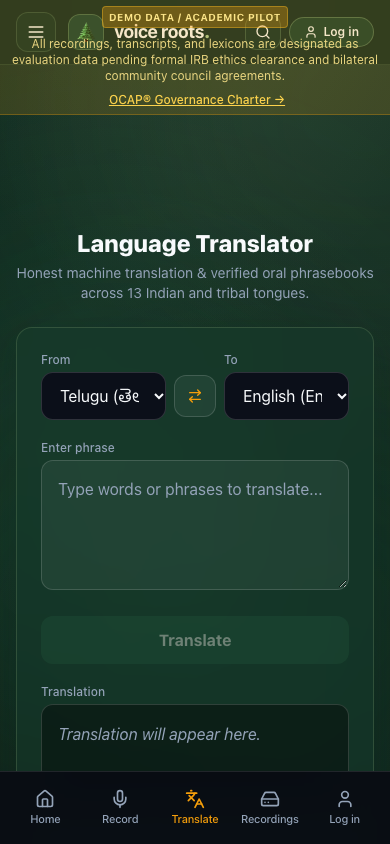 DEMO DATA / ACADEMIC PILOT
voice roots.
Log in
All recordings, transcripts, and lexicons are designated as
evaluation data pending formal IRB ethics clearance and bilateral
community council agreements.
OCAP® Governance Charter →
Language Translator
Honest machine translation & verified oral phrasebooks
across 13 Indian and tribal tongues.
From
To
Telugu (
English (En
Enter phrase
Type words or phrases to translate...
Translate
Translation
Translation will appear here.
Home
Record
Translate
Recordings
Log in